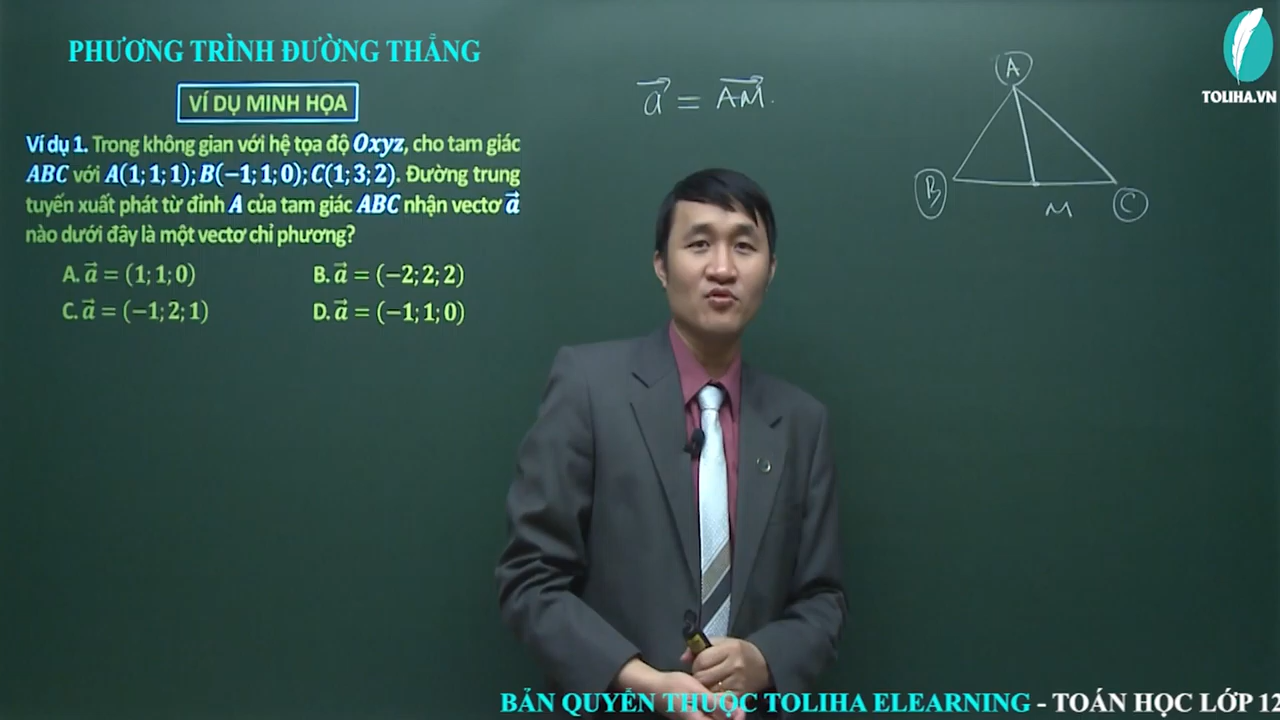 PHƯƠNG TRÌNH ĐƯỜNG THẲNG
VÍ DỤ MINH HỌA
Ví dụ 1. Trong không gian với hệ tọa độ Oxyz, cho tam giác
ABC với A(1; 1; 1); B(−1; 1; 0); C(1; 3; 2). Đường trung
tuyến xuất phát từ đỉnh A của tam giác ABC nhận vectơ a⃗
nào dưới đây là một vectơ chỉ phương?
A. a⃗ = (1; 1; 0) B. a⃗ = (−2; 2; 2)
C. a⃗ = (−1; 2; 1) D. a⃗ = (−1; 1; 0)
a⃗ = AM⃗.
A
B M C
TOLIHA.VN
BẢN QUYỀN THUỘC TOLIHA ELEARNING - TOÁN HỌC LỚP 12